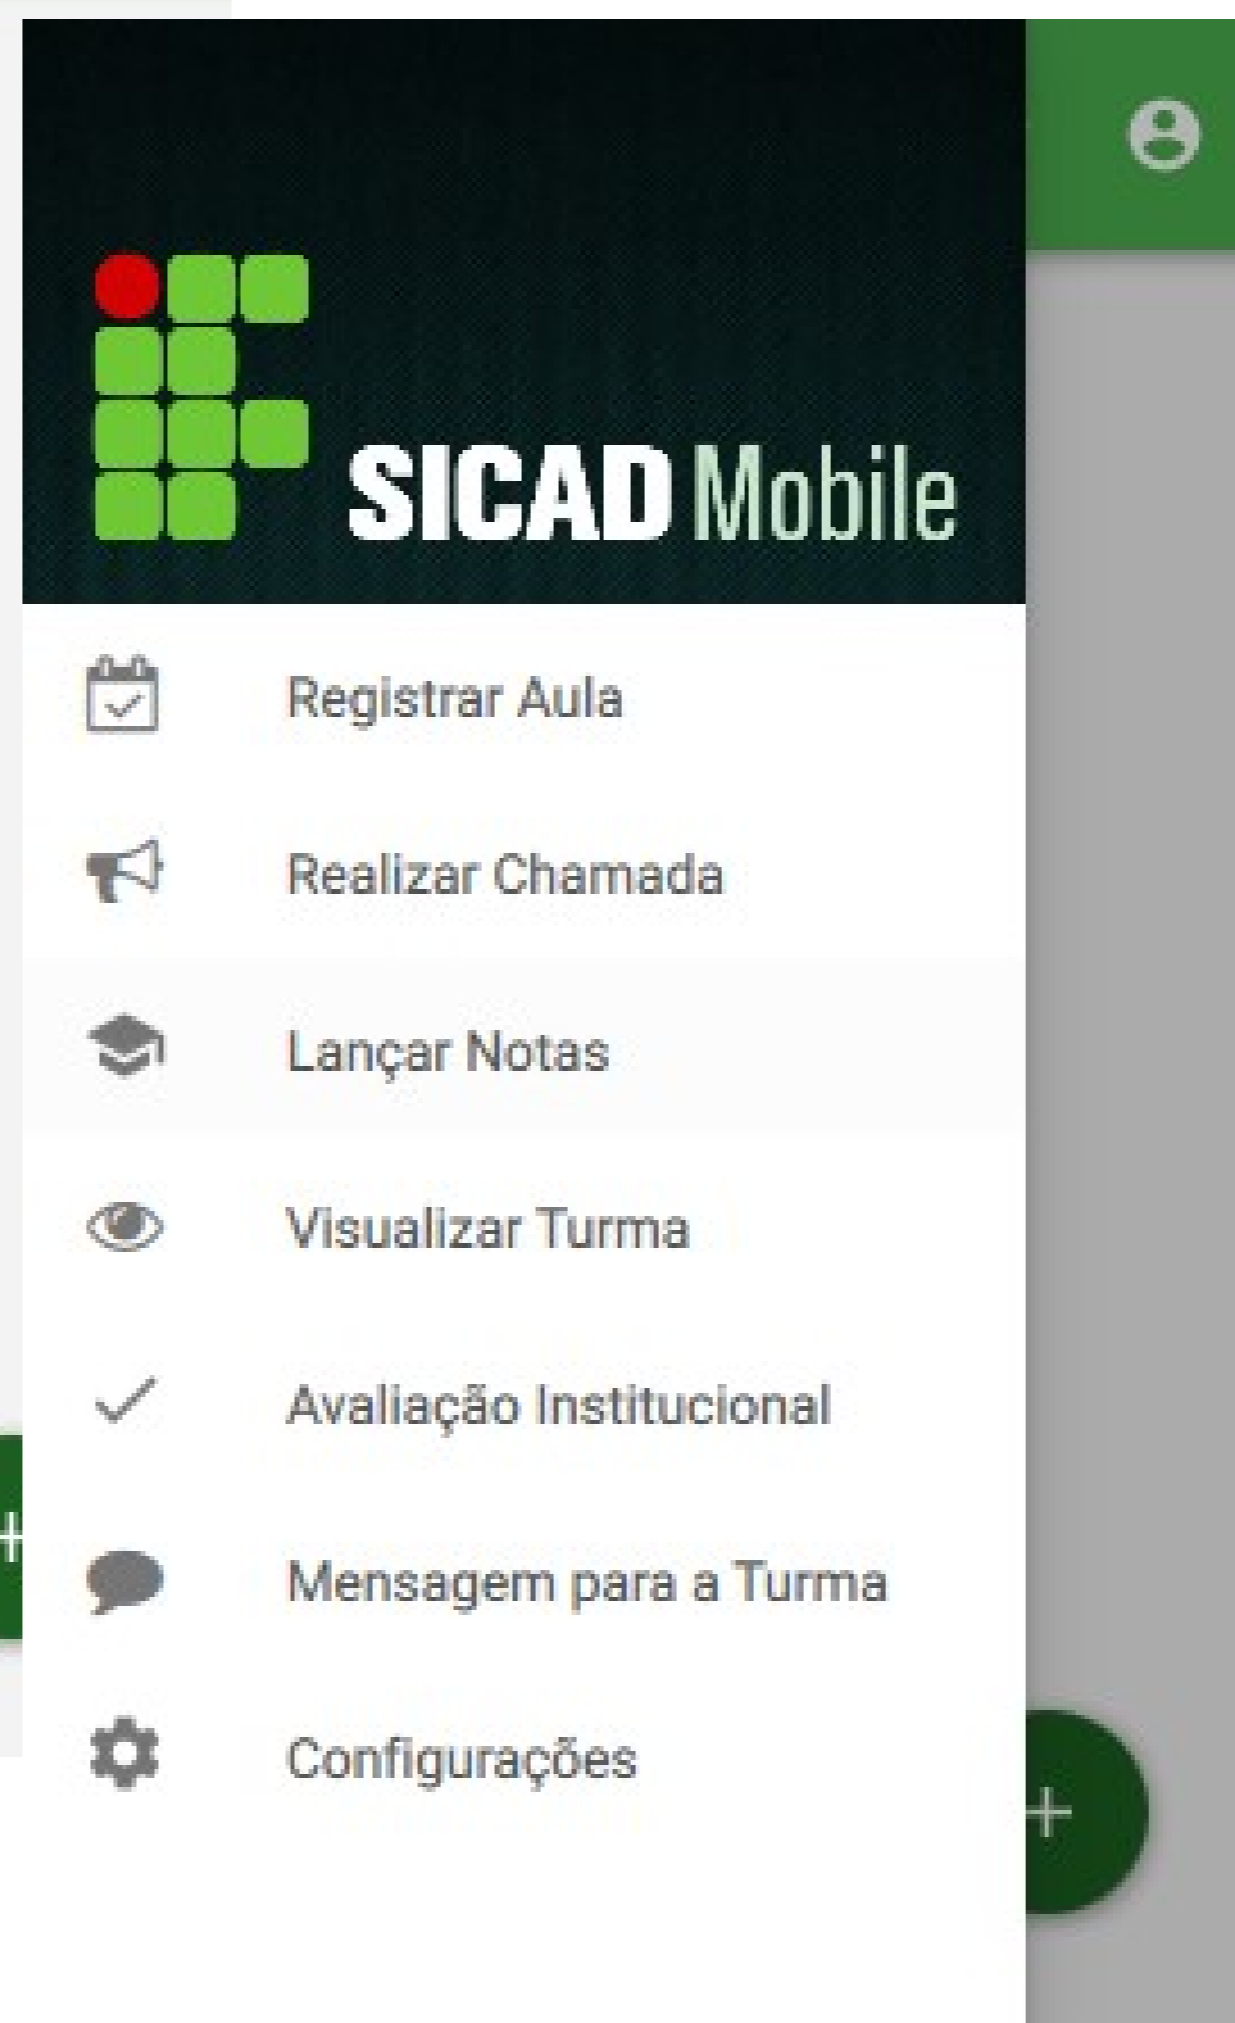 SICAD Mobile
Registrar Aula
Realizar Chamada
Lançar Notas
Visualizar Turma
Avaliação Institucional
Mensagem para a Turma
Configurações